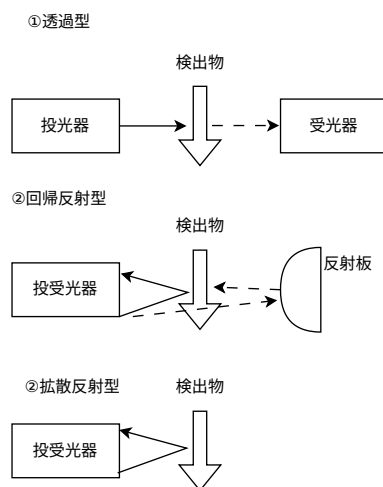 ①透過型
検出物
投光器
受光器
②回帰反射型
検出物
投受光器
反射板
②拡散反射型
検出物
投受光器